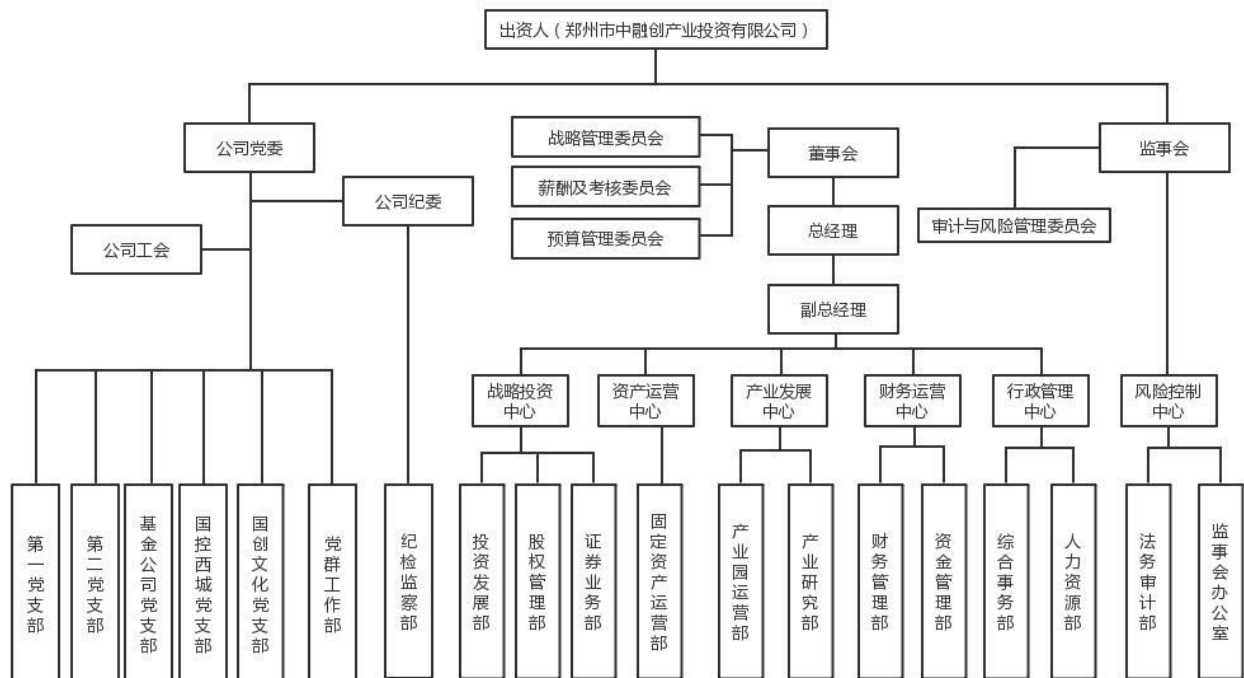 出资人（郑州市中融创产业投资有限公司）
公司党委
战略管理委员会
董事会
监事会
薪酬及考核委员会
公司纪委
预算管理委员会
总经理
审计与风险管理委员会
公司工会
副总经理
战略投资
中心
资产运营
中心
产业发展
中心
财务运营
中心
行政管理
中心
风险控制
中心
第一党支部
第二党支部
基金公司党支部
国控西城党支部
国创文化党支部
党群工作部
纪检监察部
投资发展部
股权管理部
证券业务部
固定资产运营部
产业园运营部
产业研究部
财务管理部
资金管理部
综合事务部
人力资源部
法务审计部
监事会办公室